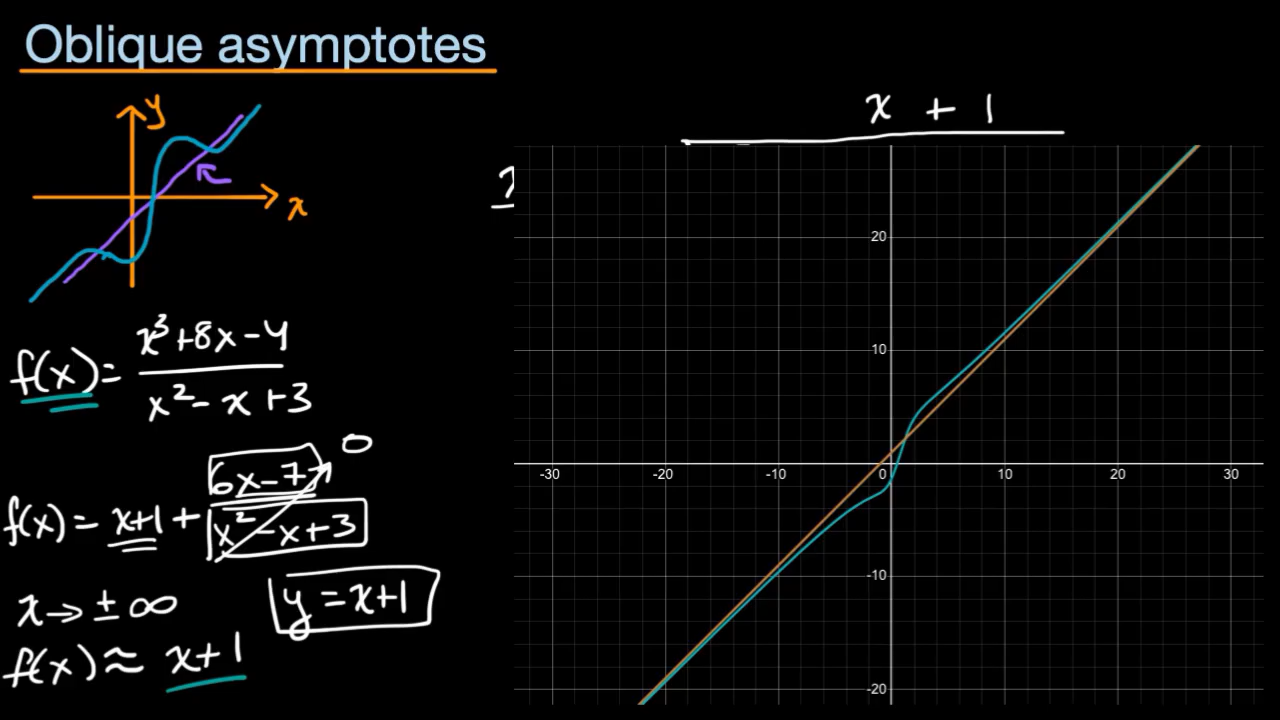 Oblique asymptotes
y
x
x + 1
f(x) = x³+8x-4 / x²-x+3
0
f(x) = x+1 + 6x-7 / x²-x+3
x → ± ∞
y = x+1
f(x) ≈ x+1
20
10
-30 -20 -10 0 10 20 30
-10
-20